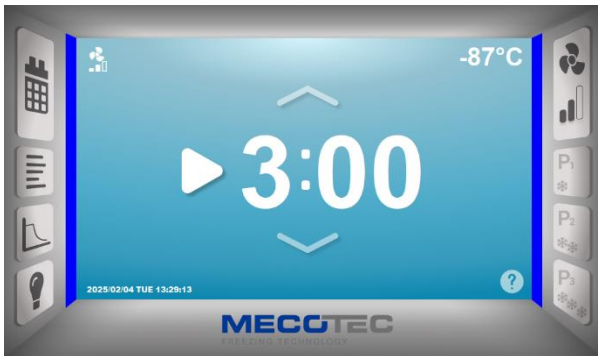 -87°C
3:00
P1
P2
P3
2025/02/04 TUE 13:29:13
?
MECOTEC
FREEZING TECHNOLOGY